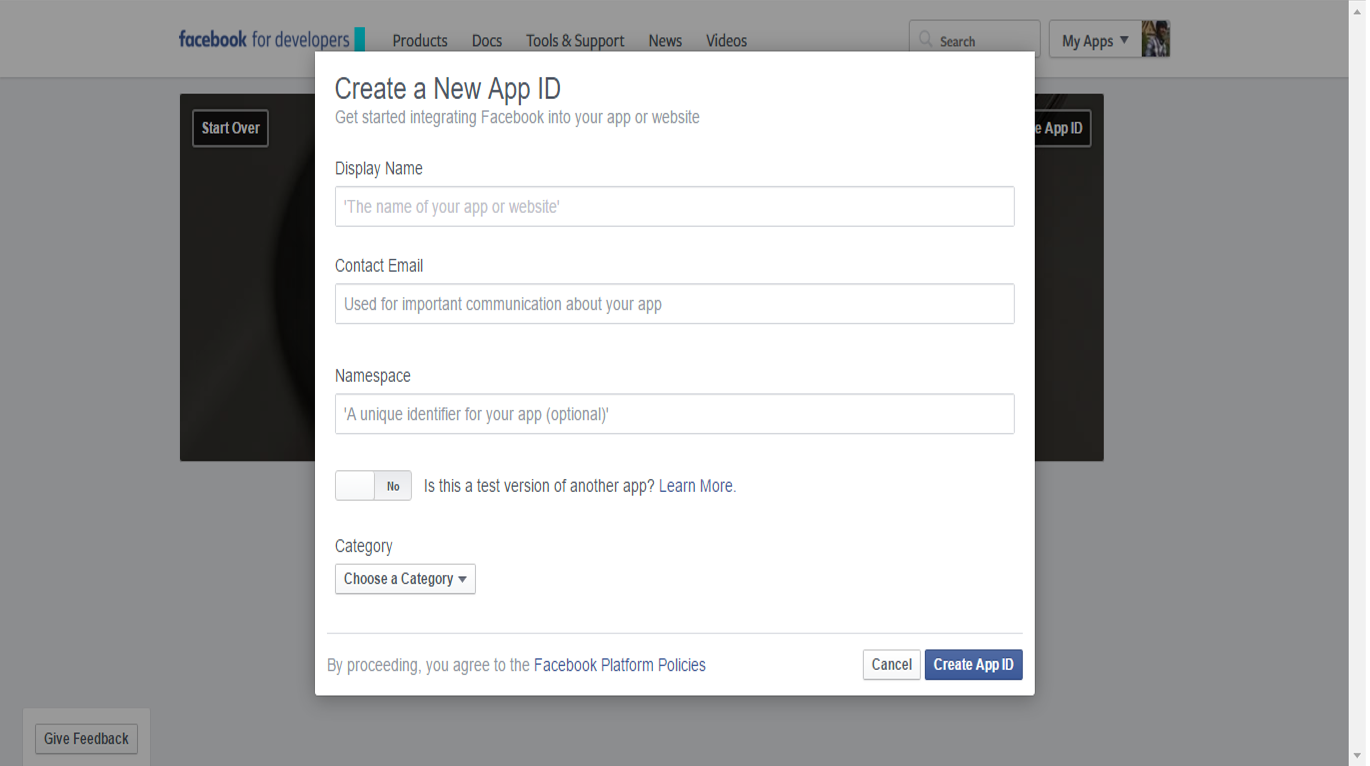 facebook for developers Products Docs Tools & Support News Videos Search My Apps
Start Over
e App ID
Create a New App ID
Get started integrating Facebook into your app or website
Display Name
'The name of your app or website'
Contact Email
Used for important communication about your app
Namespace
'A unique identifier for your app (optional)'
No Is this a test version of another app? Learn More.
Category
Choose a Category
By proceeding, you agree to the Facebook Platform Policies Cancel Create App ID
Give Feedback